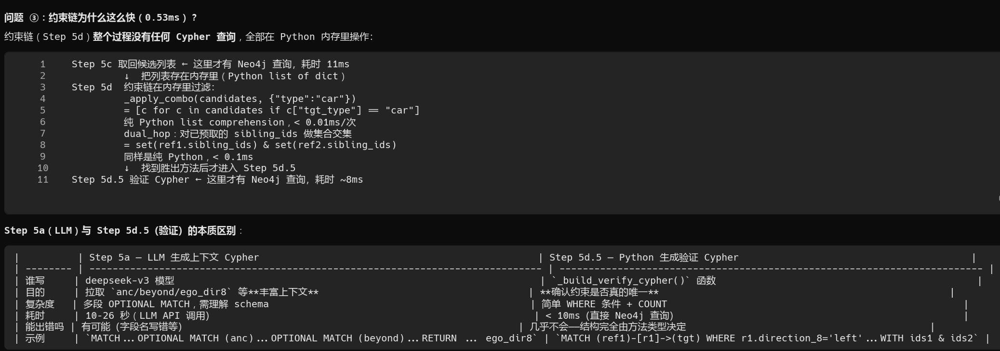 问题 ③：约束链为什么这么快（0.53ms）?
约束链（Step 5d）整个过程没有任何 Cypher 查询，全部在 Python 内存里操作：
1 Step 5c 取回候选列表 ← 这里才有 Neo4j 查询，耗时 11ms
2 ↓ 把列表存在内存里（Python list of dict）
3 Step 5d 约束链在内存里过滤：
4 _apply_combo(candidates, {"type":"car"})
5 = [c for c in candidates if c["tgt_type"] == "car"]
6 纯 Python list comprehension，< 0.01ms/次
7 dual_hop：对已预取的 sibling_ids 做集合交集
8 = set(ref1.sibling_ids) & set(ref2.sibling_ids)
9 同样是纯 Python，< 0.1ms
10 ↓ 找到胜出方法后才进入 Step 5d.5
11 Step 5d.5 验证 Cypher ← 这里才有 Neo4j 查询，耗时 ~8ms
Step 5a（LLM）与 Step 5d.5（验证）的本质区别：
| | Step 5a — LLM 生成上下文 Cypher | Step 5d.5 — Python 生成验证 Cypher |
| -------- | ------------------------------------------------------------------------------ | ------------------------------------------------------------------------- |
| 谁写 | deepseek-v3 模型 | `_build_verify_cypher()` 函数 |
| 目的 | 拉取 `anc/beyond/ego_dir8` 等**丰富上下文** | **确认约束是否真的唯一** |
| 复杂度 | 多段 OPTIONAL MATCH，需理解 schema | 简单 WHERE 条件 + COUNT |
| 耗时 | 10-26 秒（LLM API 调用） | < 10ms（直接 Neo4j 查询） |
| 能出错吗 | 有可能（字段名写错等） | 几乎不会——结构完全由方法类型决定 |
| 示例 | `MATCH...OPTIONAL MATCH (anc)...OPTIONAL MATCH (beyond)...RETURN ... ego_dir8` | `MATCH (ref1)-[r1]->(tgt) WHERE r1.direction_8='left'...WITH ids1 & ids2` |